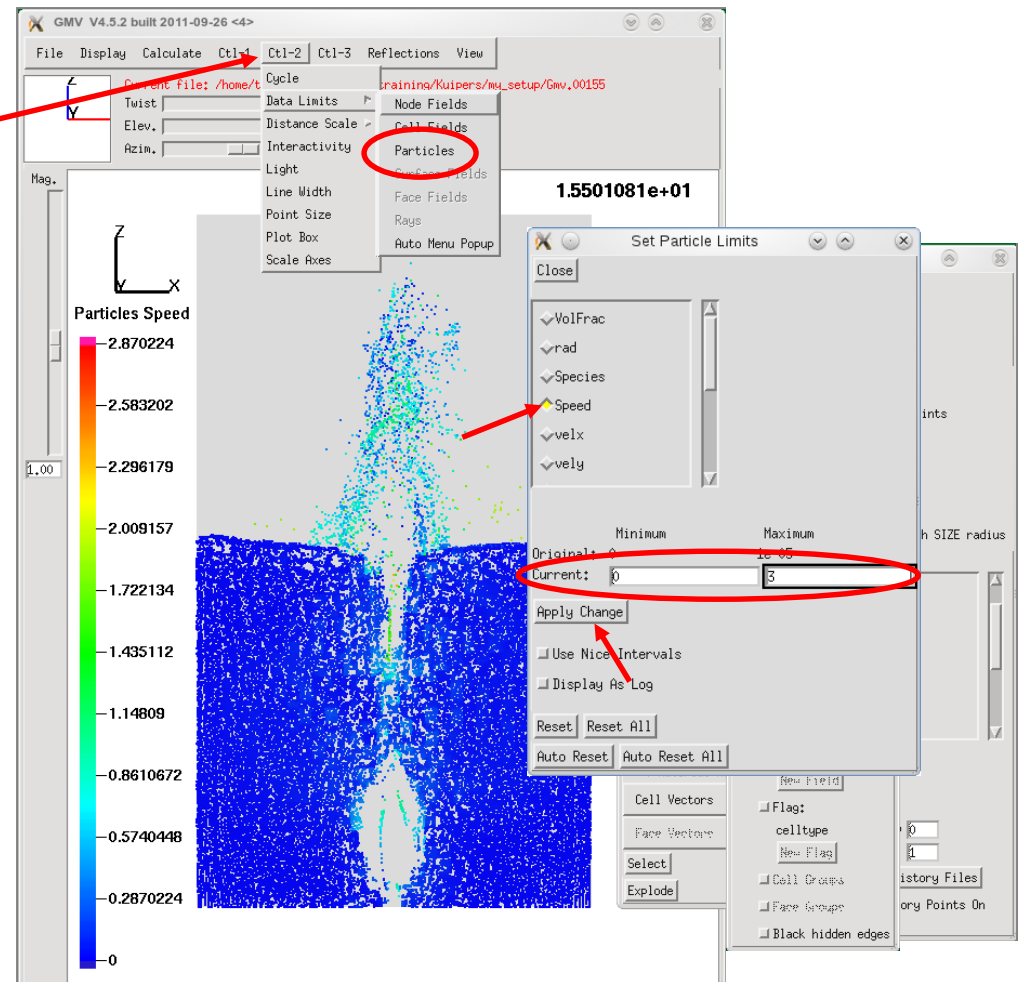 GMV V4.5.2 built 2011-09-26 <4>
File Display Calculate Ctl-1 Ctl-2 Ctl-3 Reflections View
Current file: /home/t
training/Kuipers/my_setup/Gmv.00155
Twist
Elev.
Azim.
Z
Y
Mag.
1.00
Cycle
Data Limits
Distance Scale
Interactivity
Light
Line Width
Point Size
Plot Box
Scale Axes
Node Fields
Cell Fields
Particles
Surface Fields
Face Fields
Rays
Auto Menu Popup
1.5501081e+01
Z
Y X
Particles Speed
2.870224
2.583202
2.296179
2.009157
1.722134
1.435112
1.14809
0.8610672
0.5740448
0.2870224
0
Set Particle Limits
Close
VolFrac
rad
Species
Speed
velx
vely
Minimum Maximum
Original: 0
Current: 0 3
Apply Change
Use Nice Intervals
Display As Log
Reset Reset All
Auto Reset Auto Reset All
ints
h SIZE radius
Cell Vectors
Face Vectors
Select
Explode
New Field
Flag:
celltype
New Flag
Cell Groups
Face Groups
Black hidden edges
0
1
istory Files
ory Points On